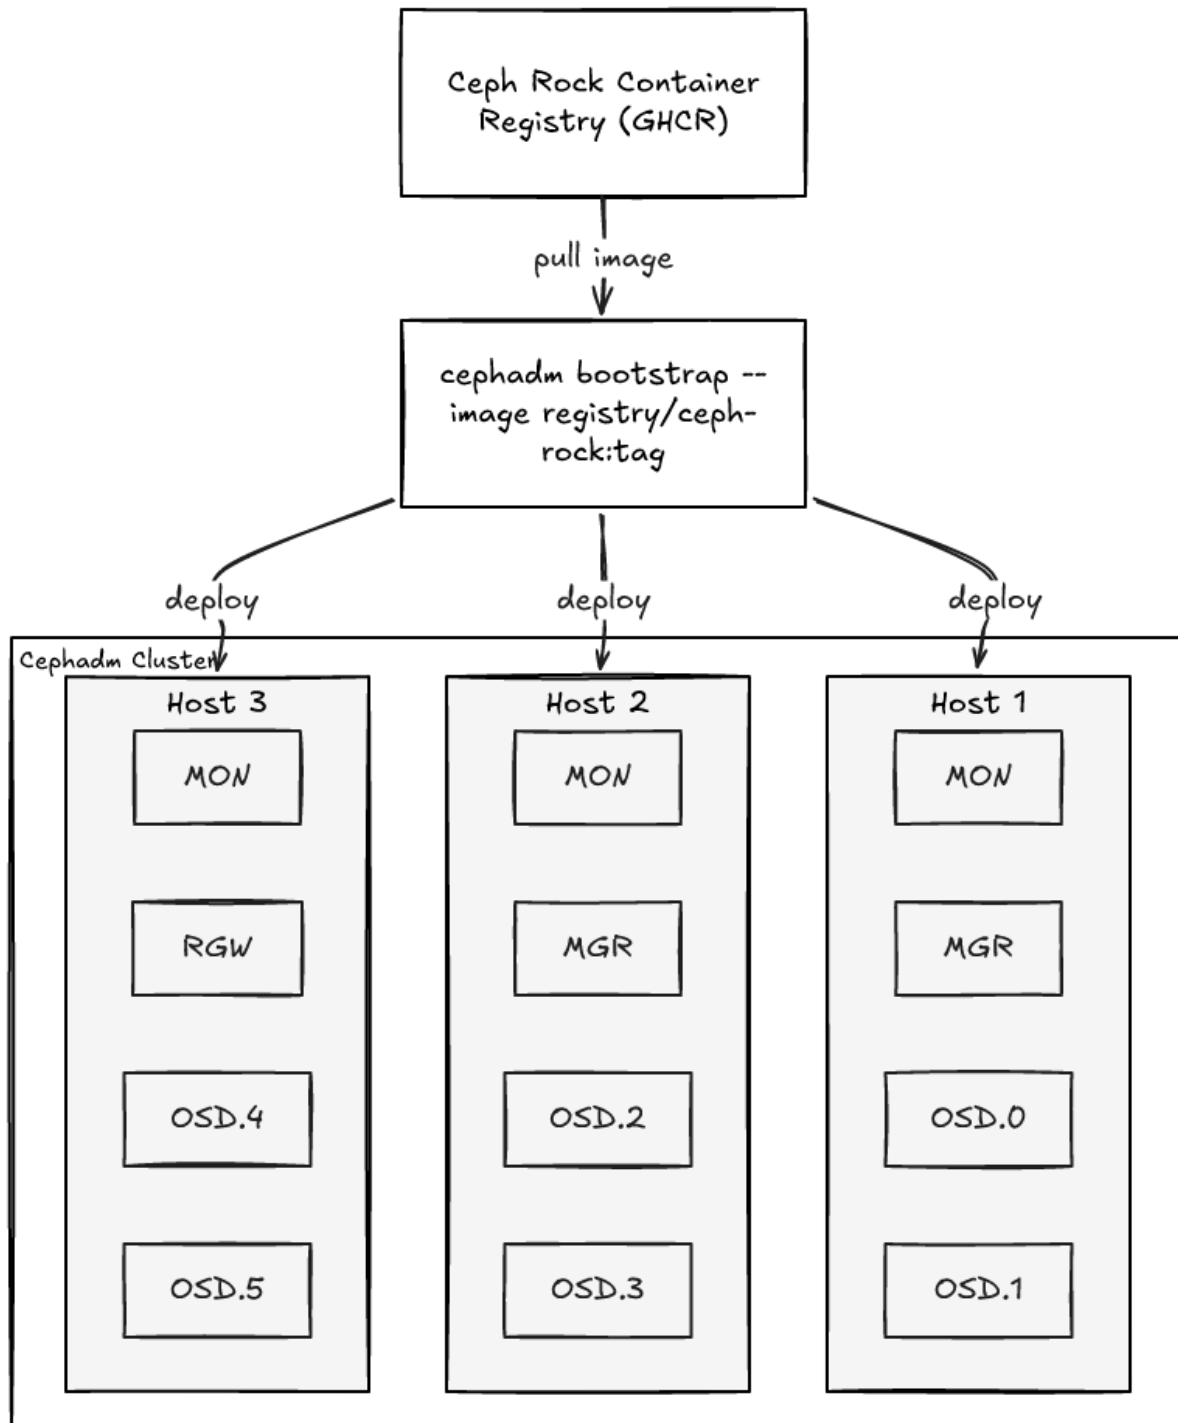 Ceph Rock Container
Registry (GHCR)
pull image
cephadm bootstrap --
image registry/ceph-
rock:tag
deploy
deploy
deploy
Cephadm Cluster
Host 3
MON
RGW
OSD.4
OSD.5
Host 2
MON
MGR
OSD.2
OSD.3
Host 1
MON
MGR
OSD.0
OSD.1